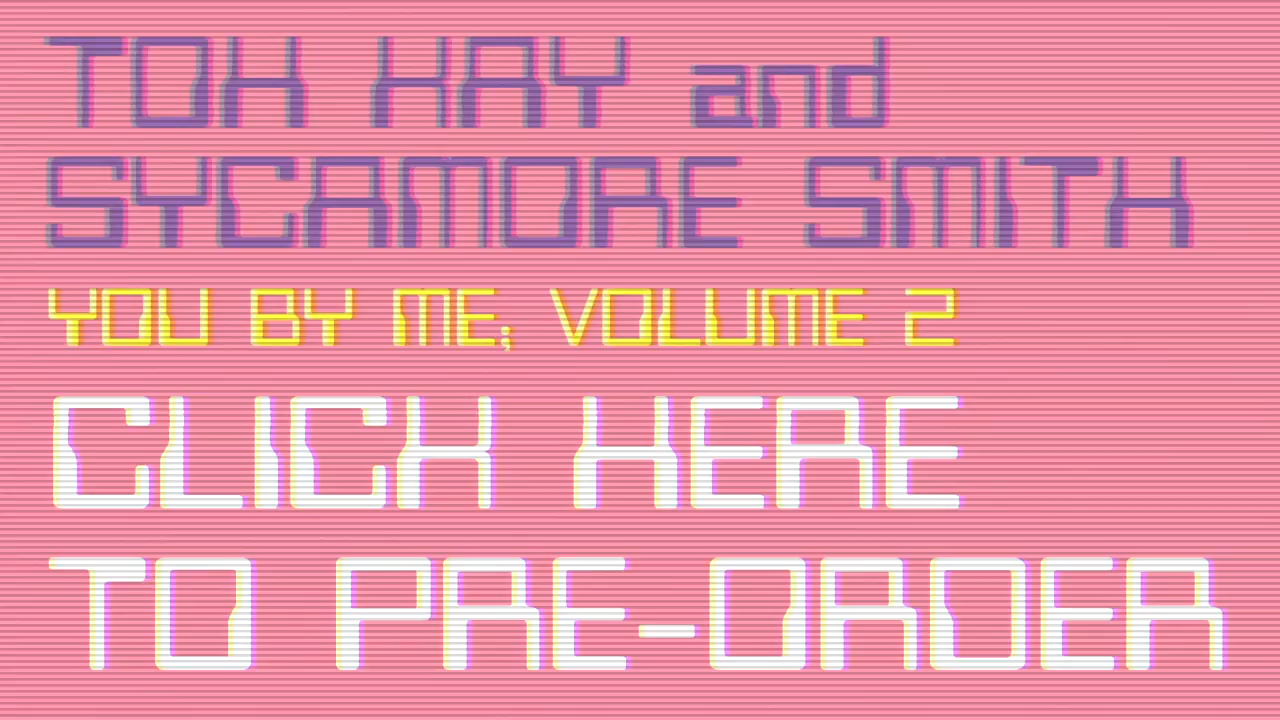 TOH KAY and
SYCAMORE SMITH
YOU BY ME; VOLUME 2
CLICK HERE
TO PRE-ORDER